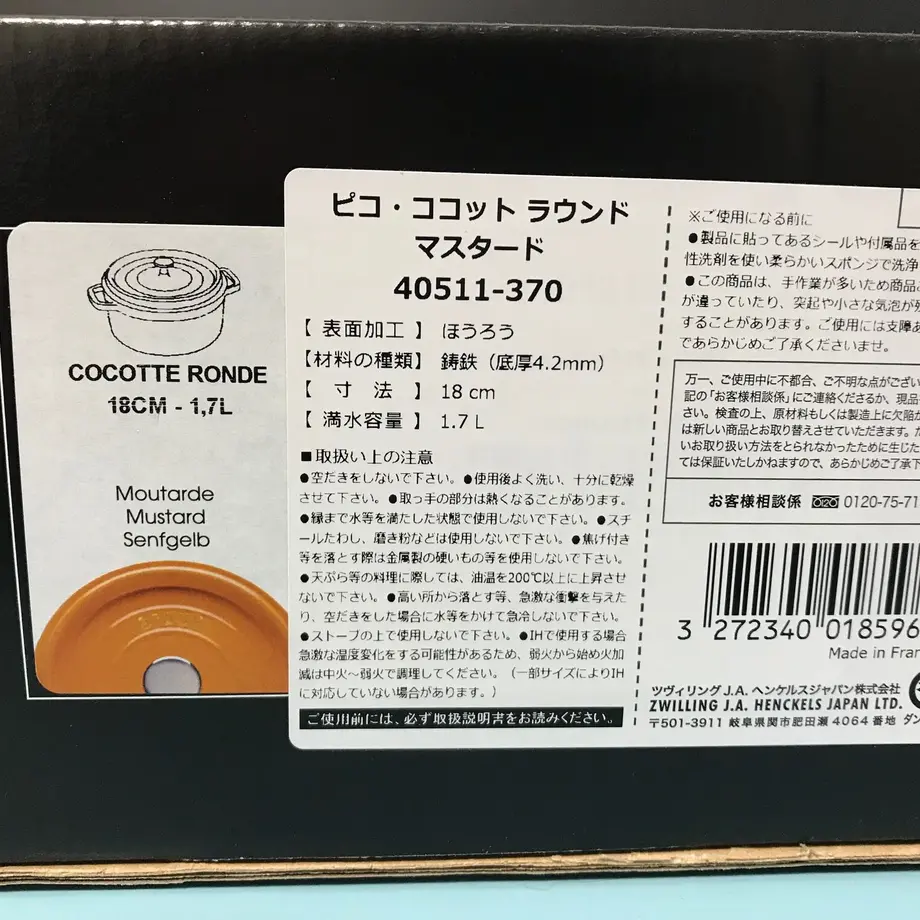 COCOTTE RONDE
18CM - 1,7L
Moutarde
Mustard
Senfgelb
ピコ・ココット ラウンド
マスタード
40511-370
【 表面加工 】 ほうろう
【材料の種類】 鋳鉄（底厚4.2mm）
【 寸 法 】 18 cm
【 満水容量 】 1.7 L
■取扱い上の注意
●空だきをしないで下さい。●使用後よく洗い、十分に乾燥
させて下さい。●取っ手の部分は熱くなることがあります。
●縁まで水等を満たした状態で使用しないで下さい。●スチ
ールたわし、磨き粉などは使用しないで下さい。●焦げ付き
等を落とす際は金属製の硬いもの等を使用しないで下さい。
●天ぷら等の料理に際しては、油温を200℃以上に上昇させ
ないで下さい。●高い所から落とす等、急激な衝撃を与えた
り、空だきをした場合に水等をかけて急冷しないで下さい。
●ストーブの上で使用しないで下さい。●IHで使用する場合
急激な温度変化をする可能性があるため、弱火から始め火加
減は中火～弱火で調理してください。（一部サイズによりIH
に対応していない場合があります。）
ご使用前には、必ず取扱説明書をお読みください。
※ご使用になる前に
●製品に貼ってあるシールや付属品を
性洗剤を使い柔らかいスポンジで洗浄
●この商品は、手作業が多いため商品
が違っていたり、突起や小さな気泡が残
することがあります。ご使用には支障
であらかじめご了承くださいませ。
万一、ご使用中に不都合、ご不明な点がござい
記の「お客様相談係」にご連絡くださるか、現品
さい。検査の上、原材料もしくは製造上に欠陥が
は新しい商品とお取り替えさせていただきます。
いお取り扱い方法をとられなかったために生じた
ては保証いたしかねますので、あらかじめご了承下
お客様相談係 0120-75-71
3 272340 018596
Made in Fran
ツヴィリング J.A. ヘンケルスジャパン株式会社
ZWILLING J.A. HENCKELS JAPAN LTD.
〒501-3911 岐阜県関市肥田瀬 4064 番地 ダン